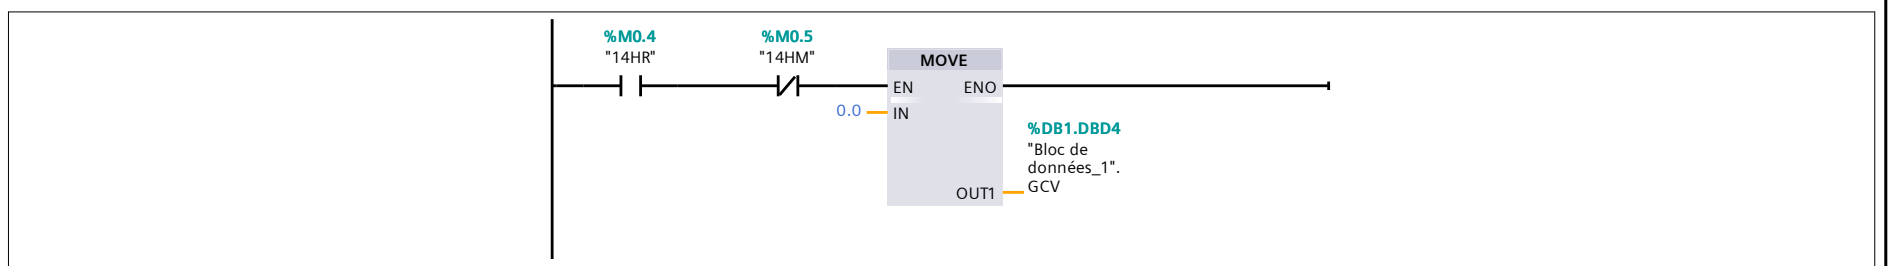 %M0.4
"14HR"
%M0.5
"14HM"
MOVE
EN
ENO
0.0
IN
%DB1.DBD4
"Bloc de
données_1".
GCV
OUT1